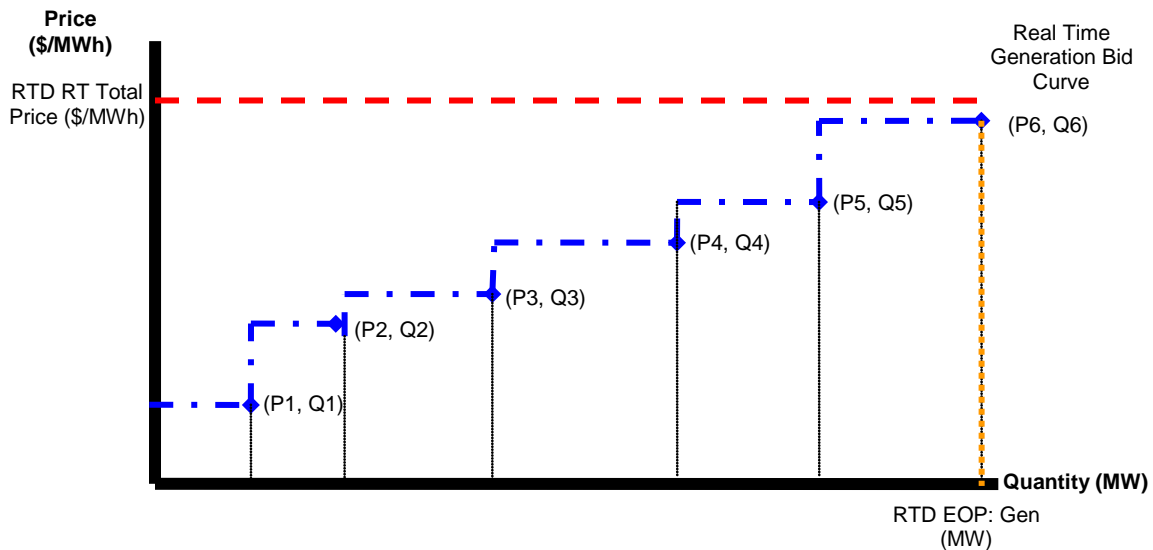 Price
($/MWh)
RTD RT Total
Price ($/MWh)
Real Time
Generation Bid
Curve
(P6, Q6)
(P5, Q5)
(P4, Q4)
(P3, Q3)
(P2, Q2)
(P1, Q1)
Quantity (MW)
RTD EOP: Gen
(MW)